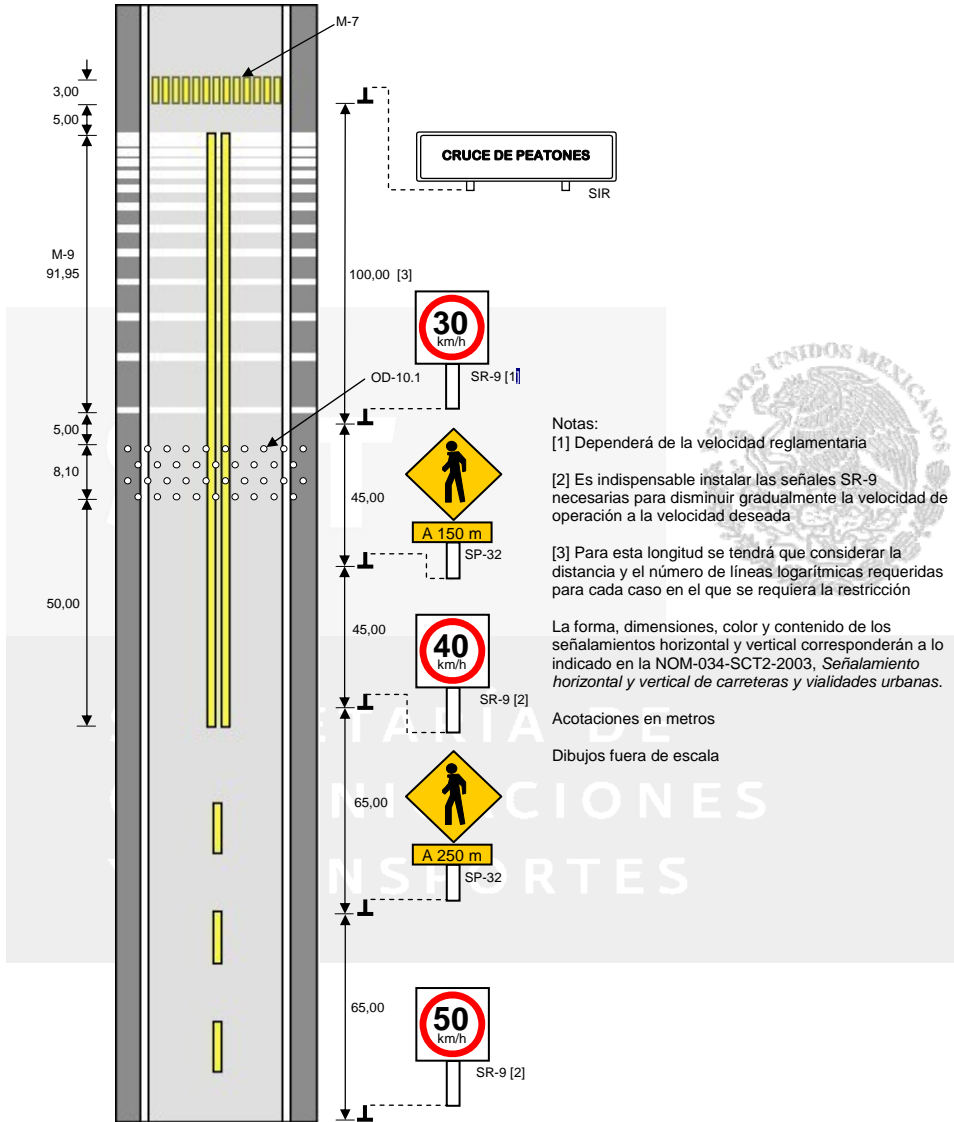 M-7
3,00
5,00
CRUCE DE PEATONES
SIR
M-9
91,95
100,00 [3]
30
km/h
SR-9 [1]
OD-10.1
5,00
8,10
45,00
A 150 m
SP-32
50,00
45,00
40
km/h
SR-9 [2]
65,00
A 250 m
SP-32
65,00
50
km/h
SR-9 [2]
Notas:
[1] Dependerá de la velocidad reglamentaria
[2] Es indispensable instalar las señales SR-9
necesarias para disminuir gradualmente la velocidad de
operación a la velocidad deseada
[3] Para esta longitud se tendrá que considerar la
distancia y el número de líneas logarítmicas requeridas
para cada caso en el que se requiera la restricción
La forma, dimensiones, color y contenido de los
señalamientos horizontal y vertical corresponderán a lo
indicado en la NOM-034-SCT2-2003, Señalamiento
horizontal y vertical de carreteras y vialidades urbanas.
Acotaciones en metros
Dibujos fuera de escala
ESTADOS UNIDOS MEXICANOS